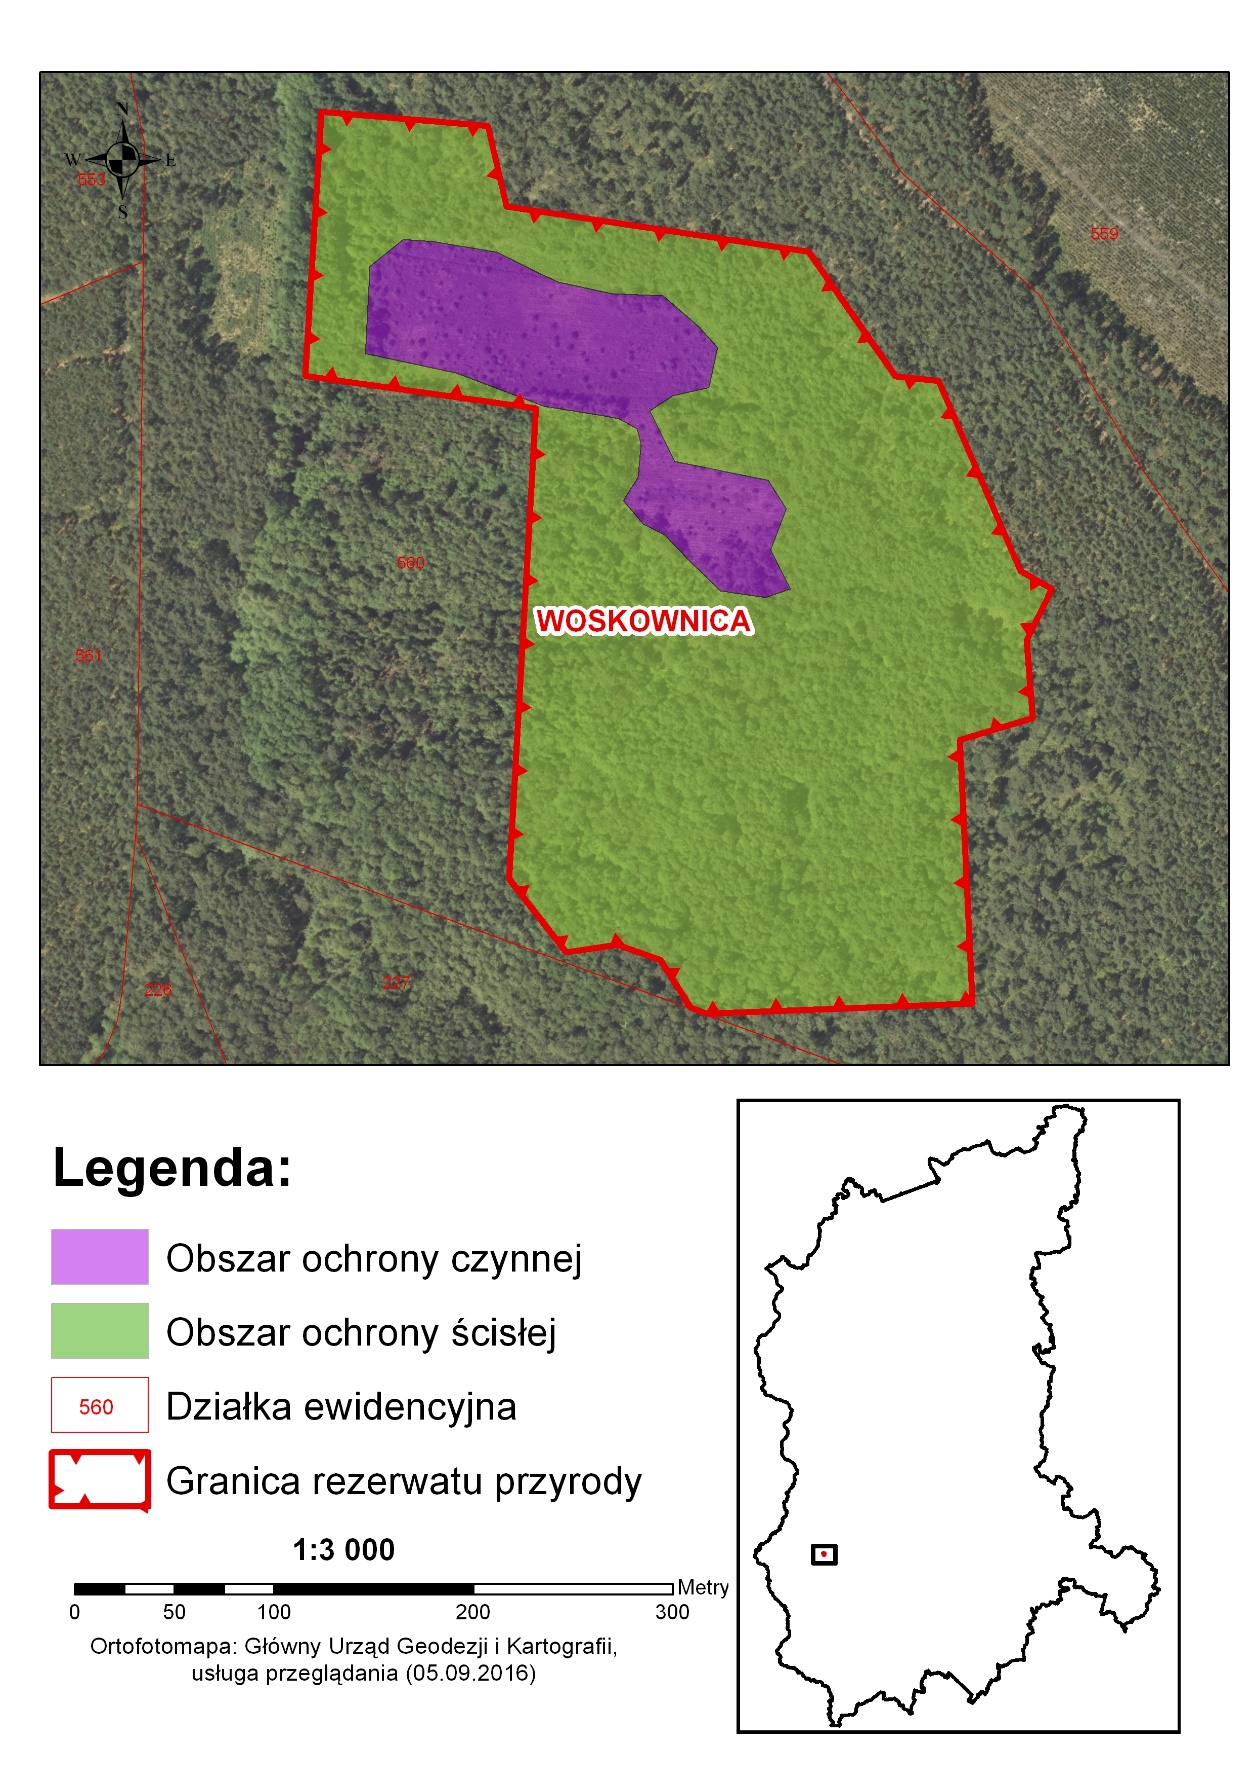 N
W
E
S
553
559
560
561
WOSKOWNICA
226
227
Legenda:
Obszar ochrony czynnej
Obszar ochrony ścisłej
560
Działka ewidencyjna
Granica rezerwatu przyrody
1:3 000
Metry
0 50 100 200 300
Ortofotomapa: Główny Urząd Geodezji i Kartografii,
usługa przeglądania (05.09.2016)